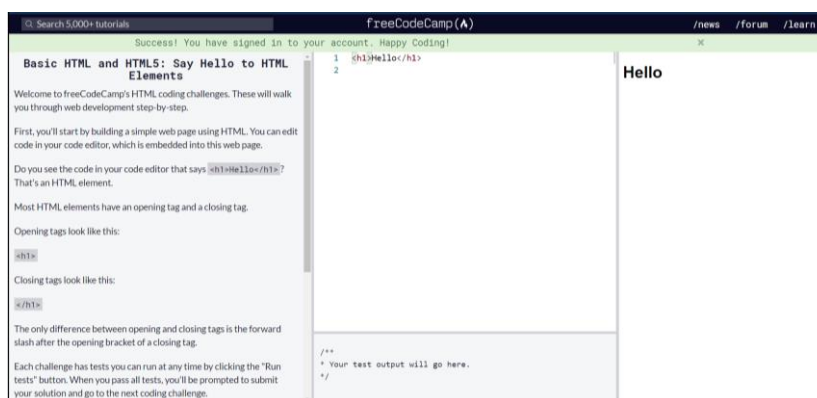 Search 5,000+ tutorials
freeCodeCamp(🔥)
/news /forum /learn
Success! You have signed in to your account. Happy Coding!
×
Basic HTML and HTML5: Say Hello to HTML
Elements
Welcome to freeCodeCamp's HTML coding challenges. These will walk
you through web development step-by-step.
First, you'll start by building a simple web page using HTML. You can edit
code in your code editor, which is embedded into this web page.
Do you see the code in your code editor that says <h1>Hello</h1> ?
That's an HTML element.
Most HTML elements have an opening tag and a closing tag.
Opening tags look like this:
<h1>
Closing tags look like this:
</h1>
The only difference between opening and closing tags is the forward
slash after the opening bracket of a closing tag.
Each challenge has tests you can run at any time by clicking the "Run
tests" button. When you pass all tests, you'll be prompted to submit
your solution and go to the next coding challenge.
1 <h1>Hello</h1>
2
/**
* Your test output will go here.
*/
Hello